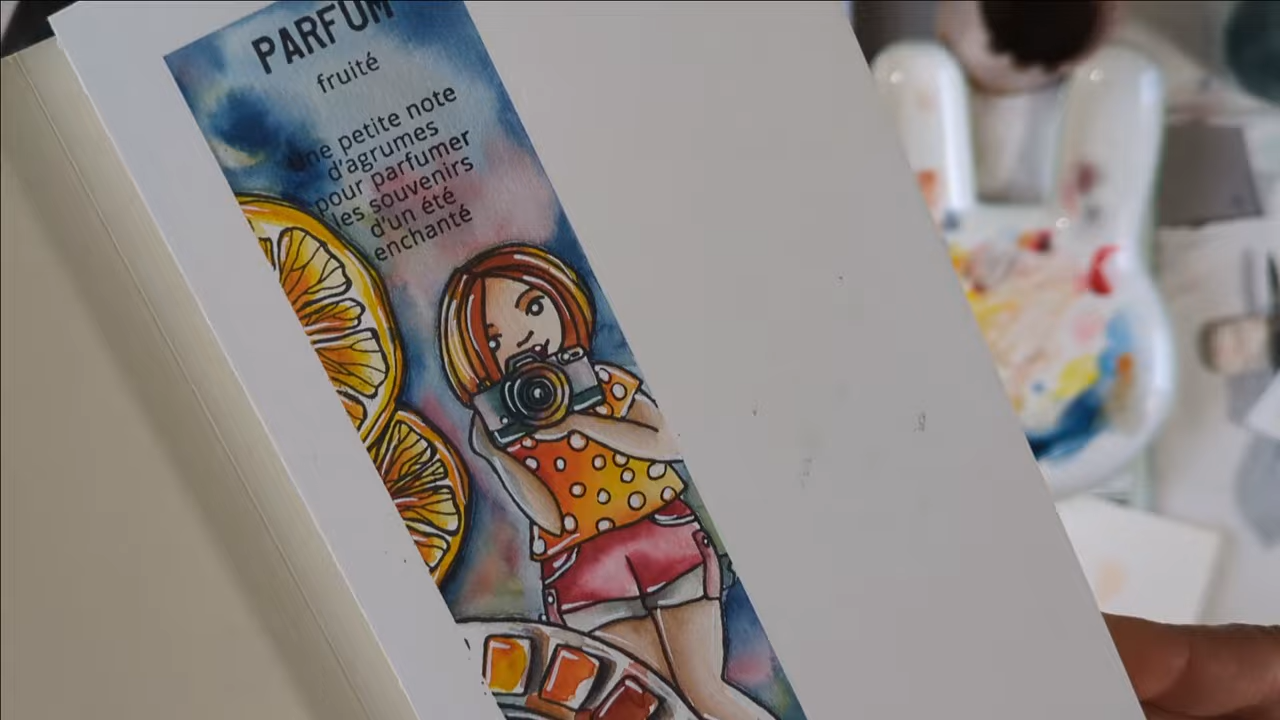 PARFUM
fruité
Une petite note
d'agrumes
pour parfumer
les souvenirs
d'un été
enchanté